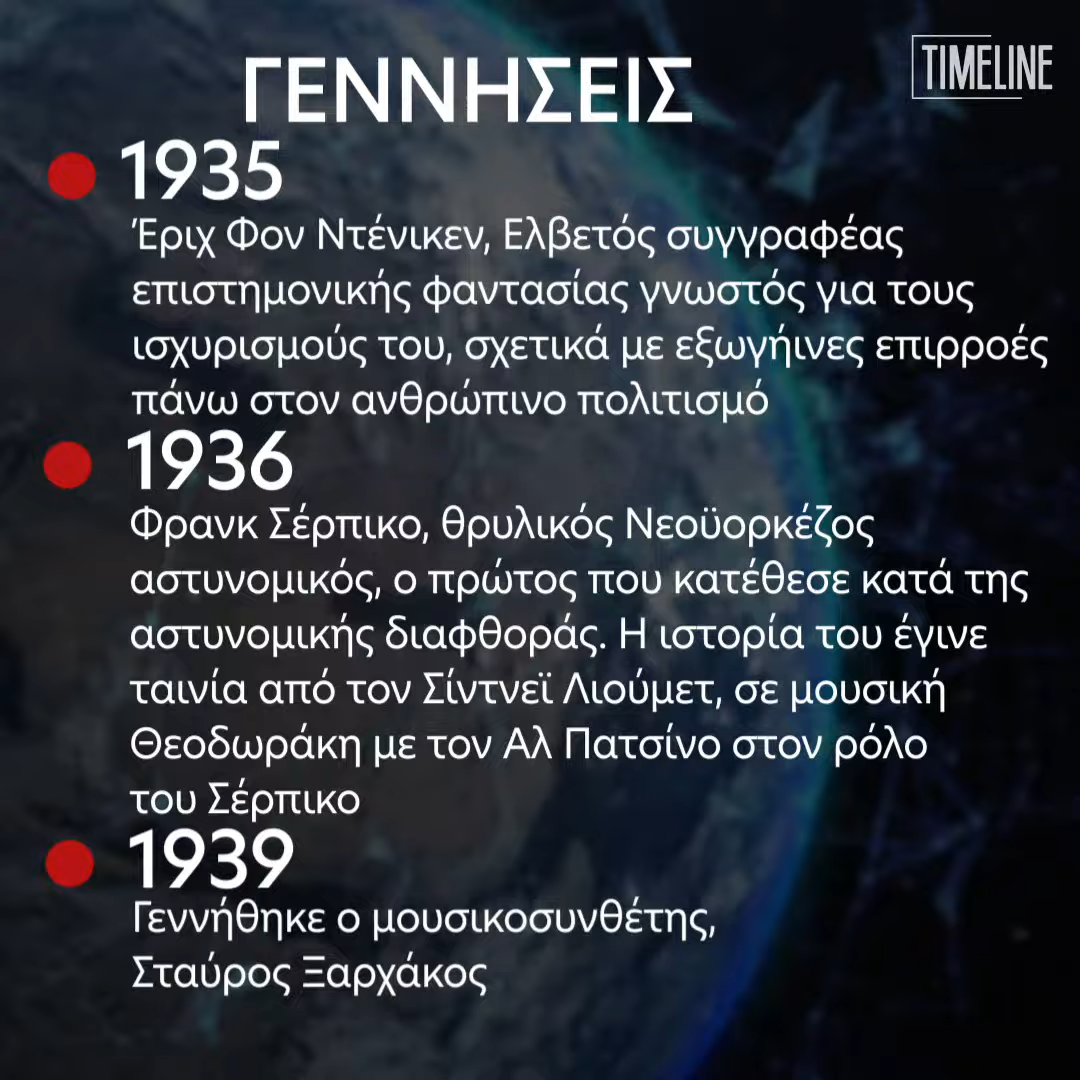 TIMELINE
ΓΕΝΝΗΣΕΙΣ
1935
Έριχ Φον Ντένικεν, Ελβετός συγγραφέας
επιστημονικής φαντασίας γνωστός για τους
ισχυρισμούς του, σχετικά με εξωγήινες επιρροές
πάνω στον ανθρώπινο πολιτισμό
1936
Φρανκ Σέρπικο, θρυλικός Νεοϋορκέζος
αστυνομικός, ο πρώτος που κατέθεσε κατά της
αστυνομικής διαφθοράς. Η ιστορία του έγινε
ταινία από τον Σίντνεϊ Λιούμετ, σε μουσική
Θεοδωράκη με τον Αλ Πατσίνο στον ρόλο
του Σέρπικο
1939
Γεννήθηκε ο μουσικοσυνθέτης,
Σταύρος Ξαρχάκος